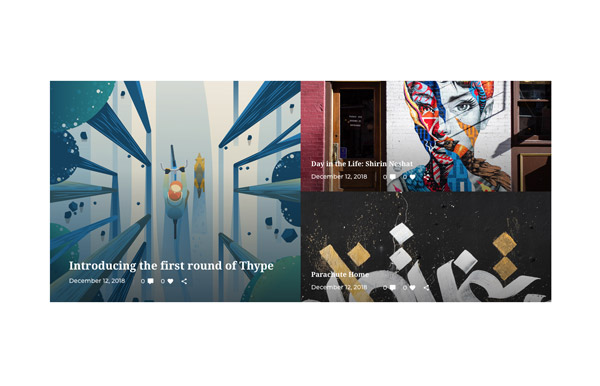 Introducing the first round of Thype
December 12, 2018 0 0
Day in the Life: Shirin Neshat
December 12, 2018 0 0
Parachute Home
December 12, 2018 0 0